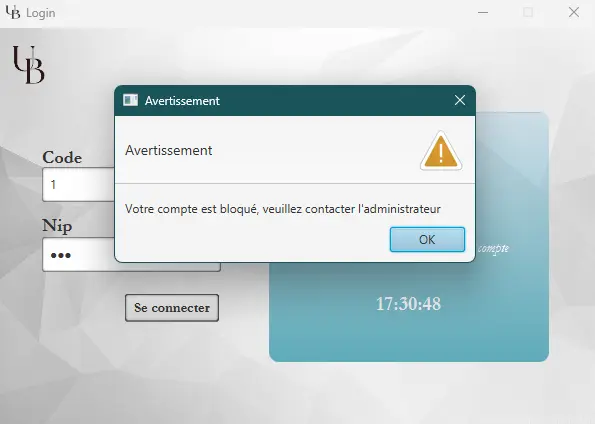 Login
UB
Avertissement
Avertissement
Votre compte est bloqué, veuillez contacter l'administrateur
OK
Code
1
Nip
•••
Se connecter
compte
17:30:48